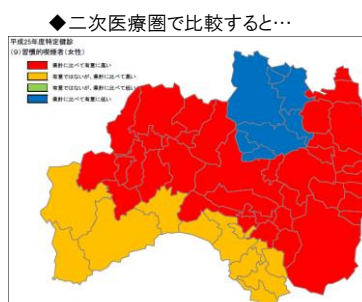 ◆二次医療圏で比較すると…
平成25年度特定健診
(9)習慣的喫煙者(女性)
県計に比べて有意に高い
有意ではないが、県計に比べて高い
有意ではないが、県計に比べて低い
県計に比べて有意に低い